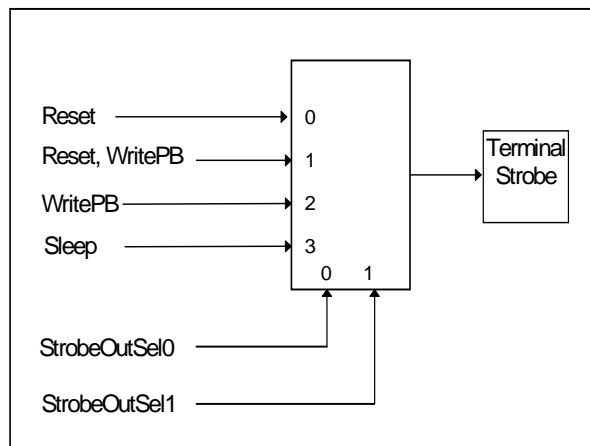 Reset
0
Reset, WritePB
1
WritePB
2
Sleep
3
0 1
Terminal
Strobe
StrobeOutSel0
StrobeOutSel1